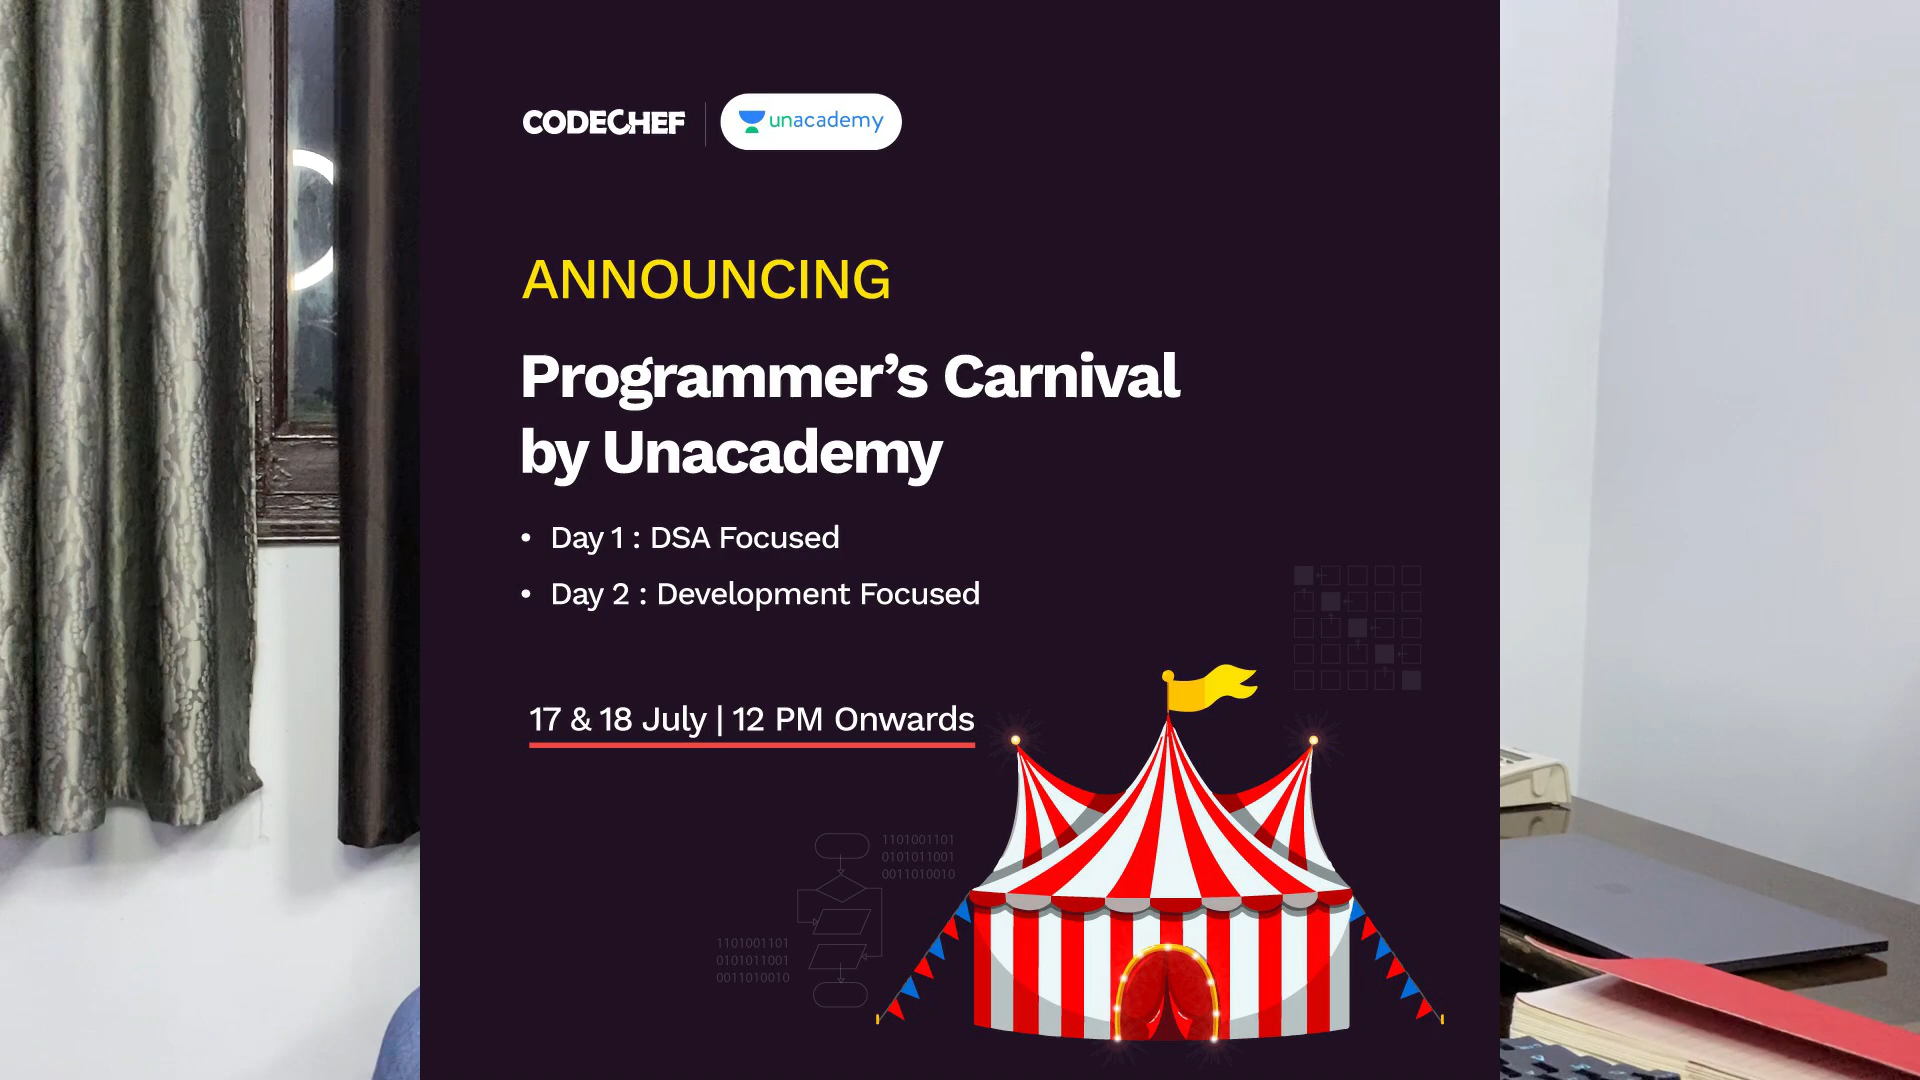 CODECHEF | unacademy
ANNOUNCING
Programmer’s Carnival
by Unacademy
• Day 1 : DSA Focused
• Day 2 : Development Focused
17 & 18 July | 12 PM Onwards
1101001101
0101011001
0011010010
1101001101
0101011001
0011010010